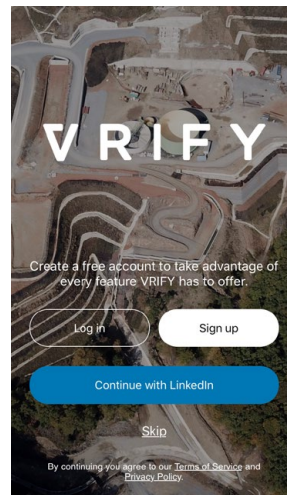 VRIFY
Create a free account to take advantage of
every feature VRIFY has to offer.
Log in
Sign up
Continue with LinkedIn
Skip
By continuing you agree to our Terms of Service and
Privacy Policy.